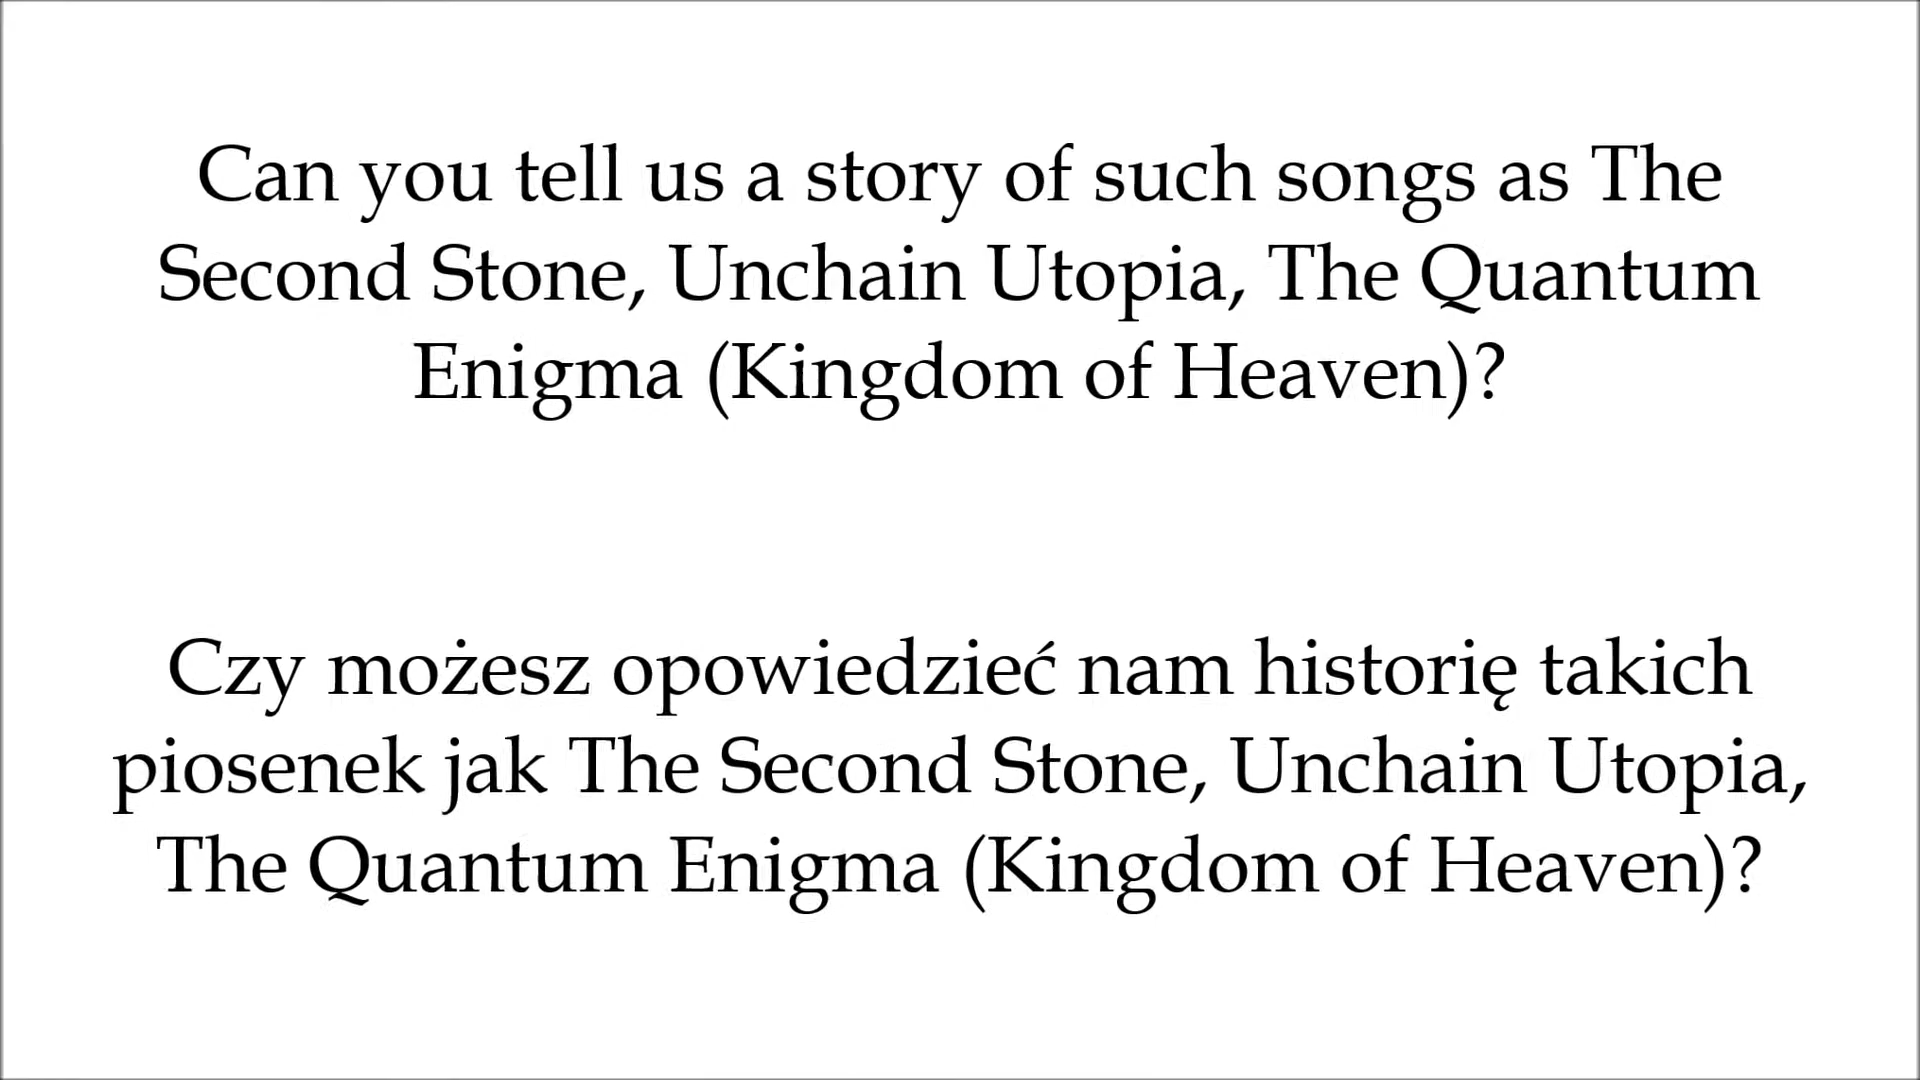 Can you tell us a story of such songs as The
Second Stone, Unchain Utopia, The Quantum
Enigma (Kingdom of Heaven)?
Czy możesz opowiedzieć nam historię takich
piosenek jak The Second Stone, Unchain Utopia,
The Quantum Enigma (Kingdom of Heaven)?